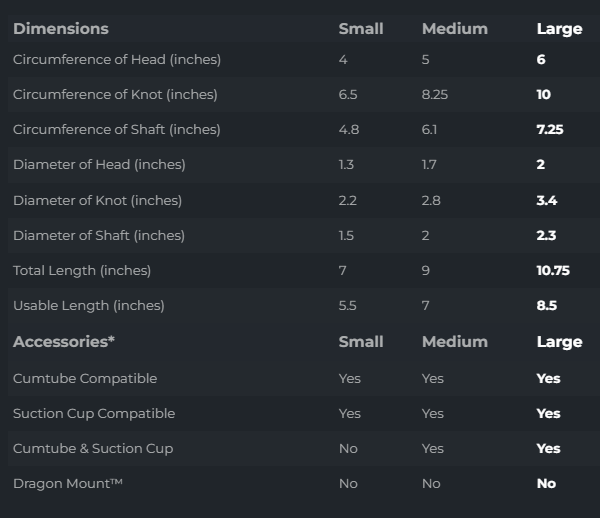 Dimensions Small Medium Large
Circumference of Head (inches) 4 5 6
Circumference of Knot (inches) 6.5 8.25 10
Circumference of Shaft (inches) 4.8 6.1 7.25
Diameter of Head (inches) 1.3 1.7 2
Diameter of Knot (inches) 2.2 2.8 3.4
Diameter of Shaft (inches) 1.5 2 2.3
Total Length (inches) 7 9 10.75
Usable Length (inches) 5.5 7 8.5
Accessories* Small Medium Large
Cumtube Compatible Yes Yes Yes
Suction Cup Compatible Yes Yes Yes
Cumtube & Suction Cup No Yes Yes
Dragon Mount™ No No No